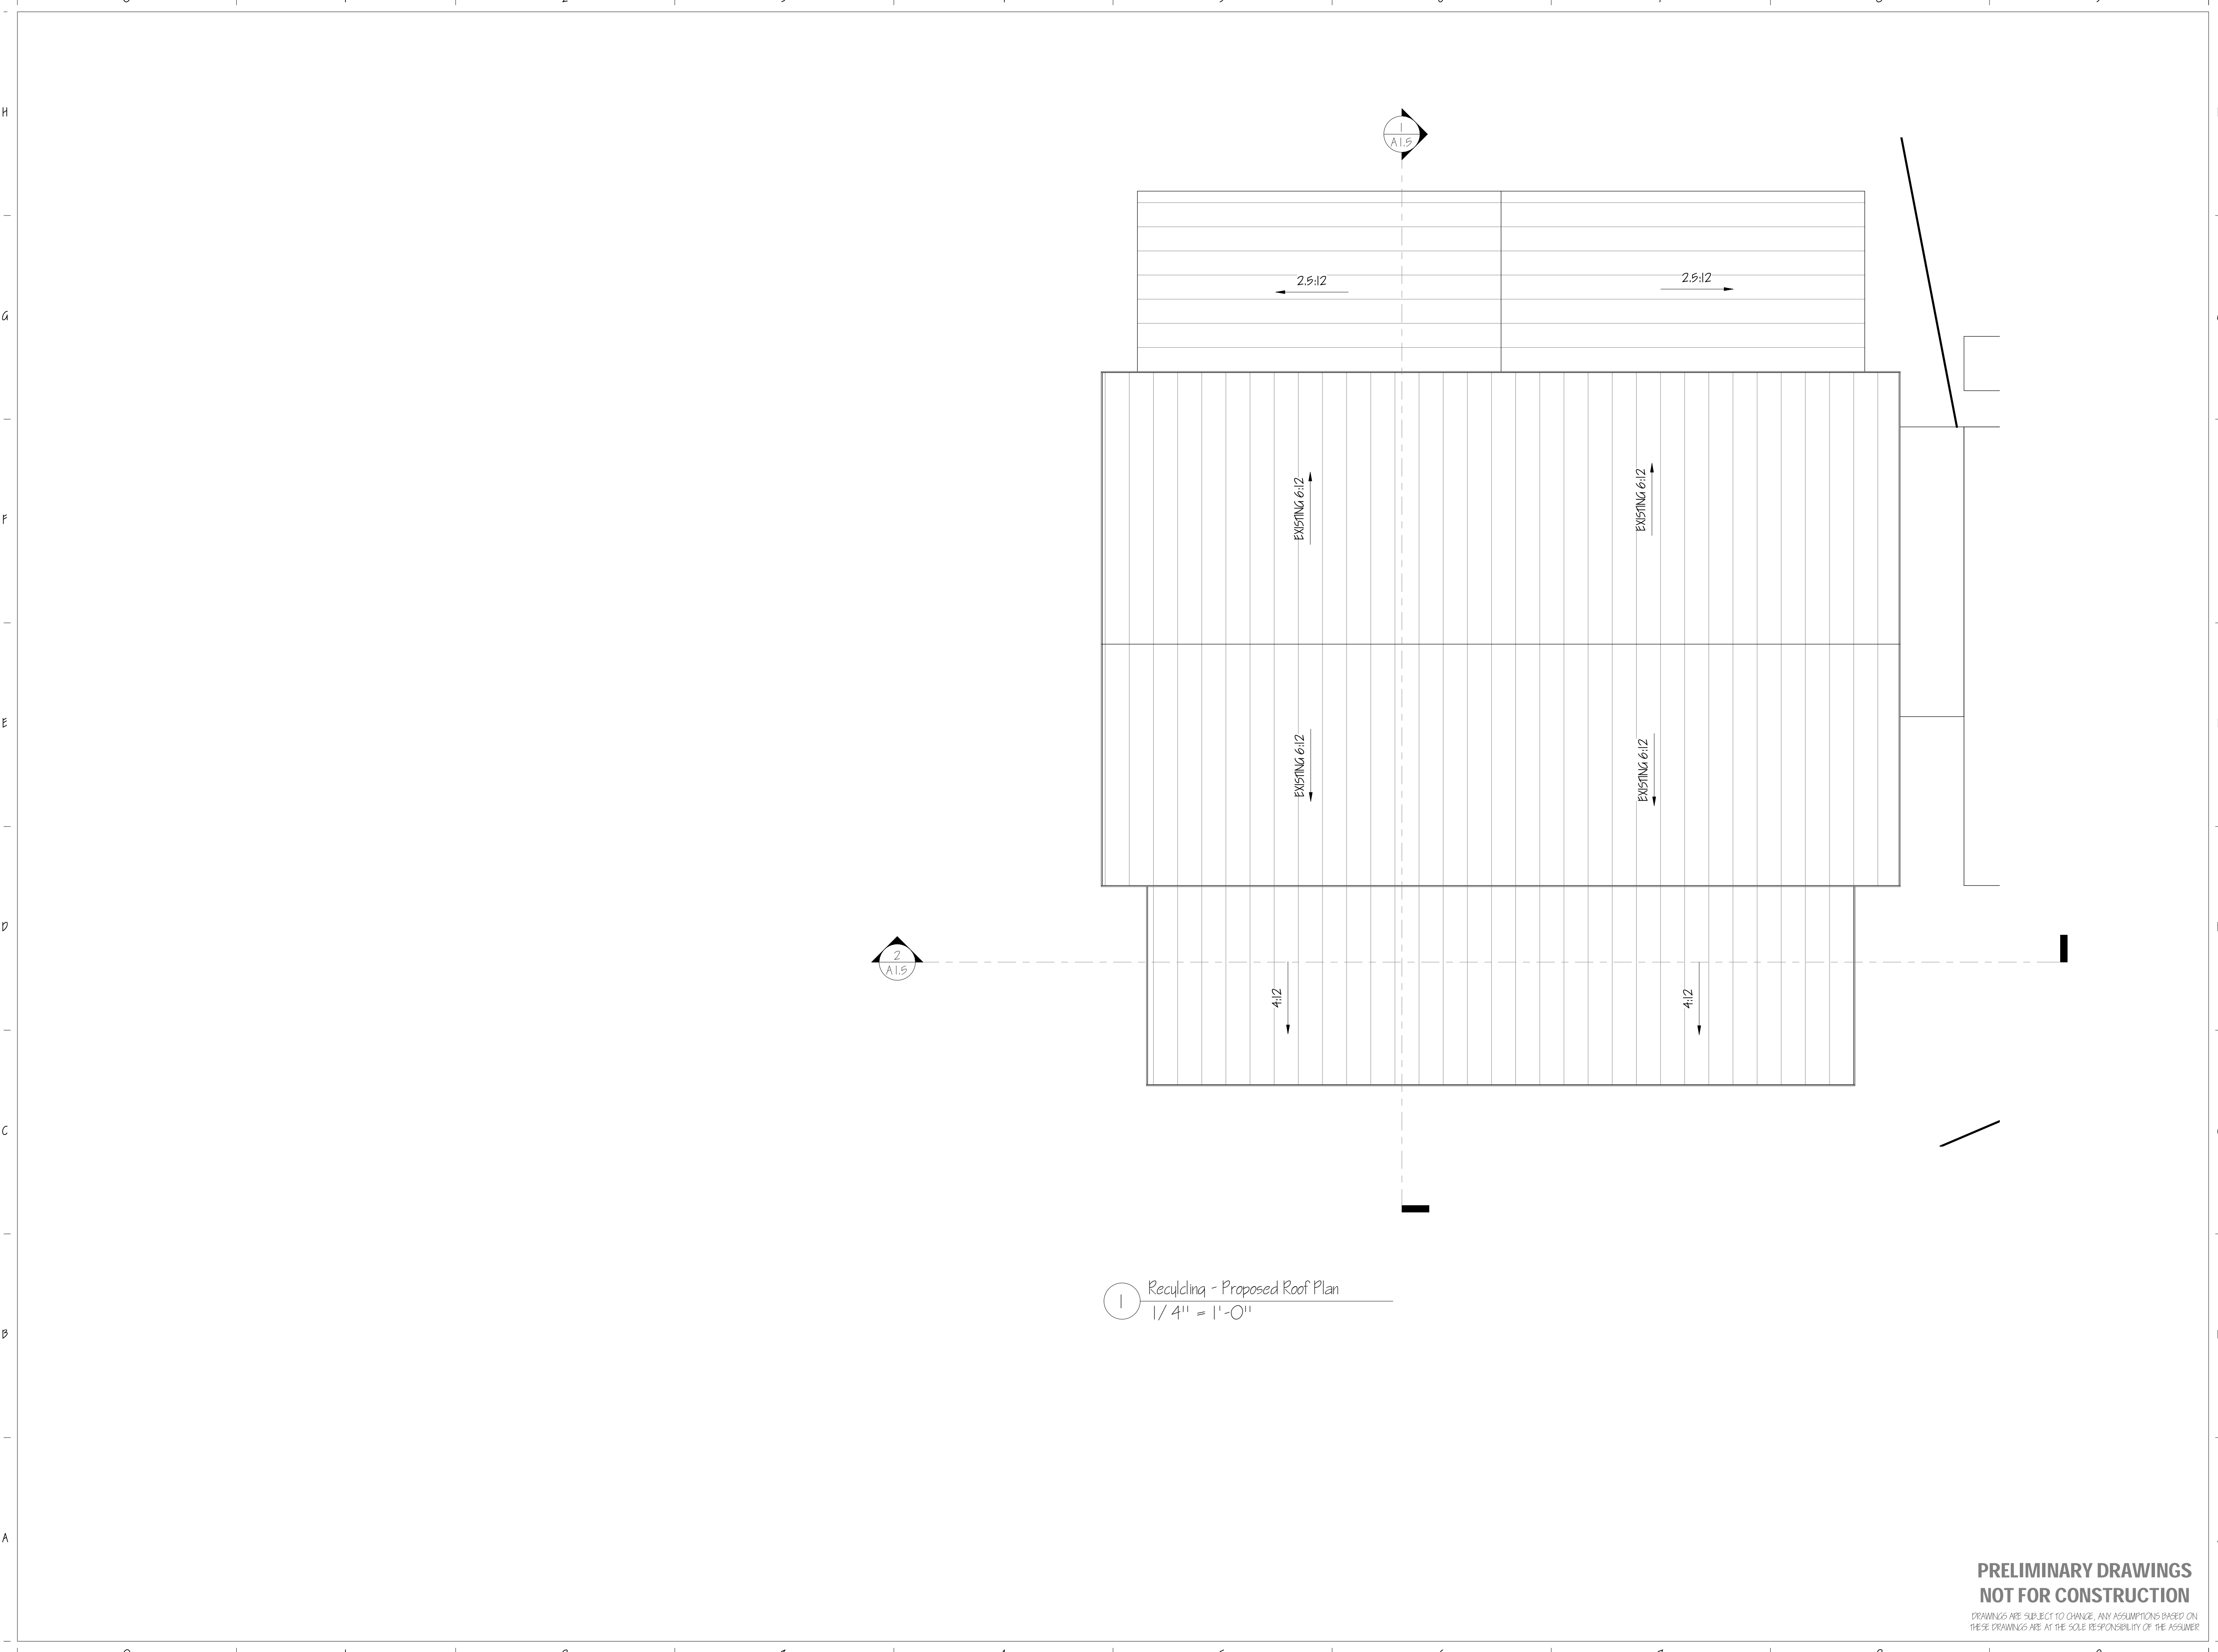 H
1
A1.5
2.5:12
2.5:12
G
EXISTING 6:12
EXISTING 6:12
F
E
EXISTING 6:12
EXISTING 6:12
D
2
A1.5
4:12
4:12
C
1
Recylcling - Proposed Roof Plan
1/4" = 1'-0"
B
A
PRELIMINARY DRAWINGS
NOT FOR CONSTRUCTION
DRAWINGS ARE SUBJECT TO CHANGE, ANY ASSUMPTIONS BASED ON
THESE DRAWINGS ARE AT THE SOLE RESPONSIBILITY OF THE ASSUMER